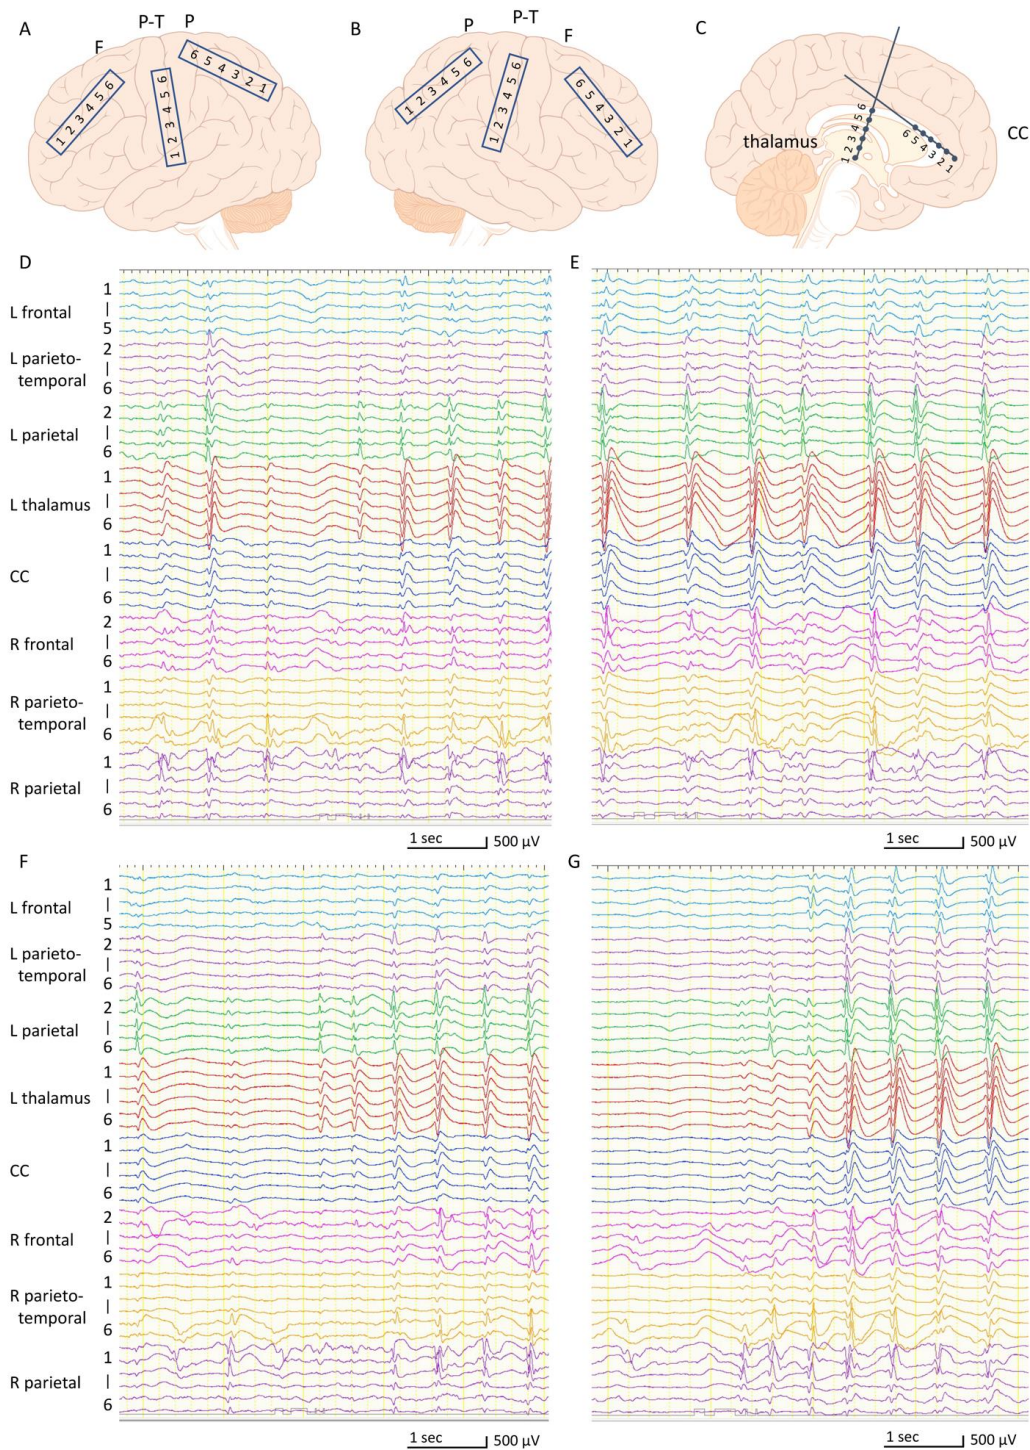 A
P-T P
F
1 2 3 4 5 6
1 2 3 4 5 6
6 5 4 3 2 1
B
P
P-T
F
1 2 3 4 5 6
1 2 3 4 5 6
6 5 4 3 2 1
C
thalamus
1 2 3 4 5 6
6 5 4 3 2 1
CC
D
E
L frontal
1
5
L parieto-
temporal
2
6
L parietal
2
6
L thalamus
1
6
CC
1
6
R frontal
2
6
R parieto-
temporal
1
6
R parietal
1
6
1 sec 500 μV
1 sec 500 μV
F
G
L frontal
1
5
L parieto-
temporal
2
6
L parietal
2
6
L thalamus
1
6
CC
1
6
R frontal
2
6
R parieto-
temporal
1
6
R parietal
1
6
1 sec 500 μV
1 sec 500 μV